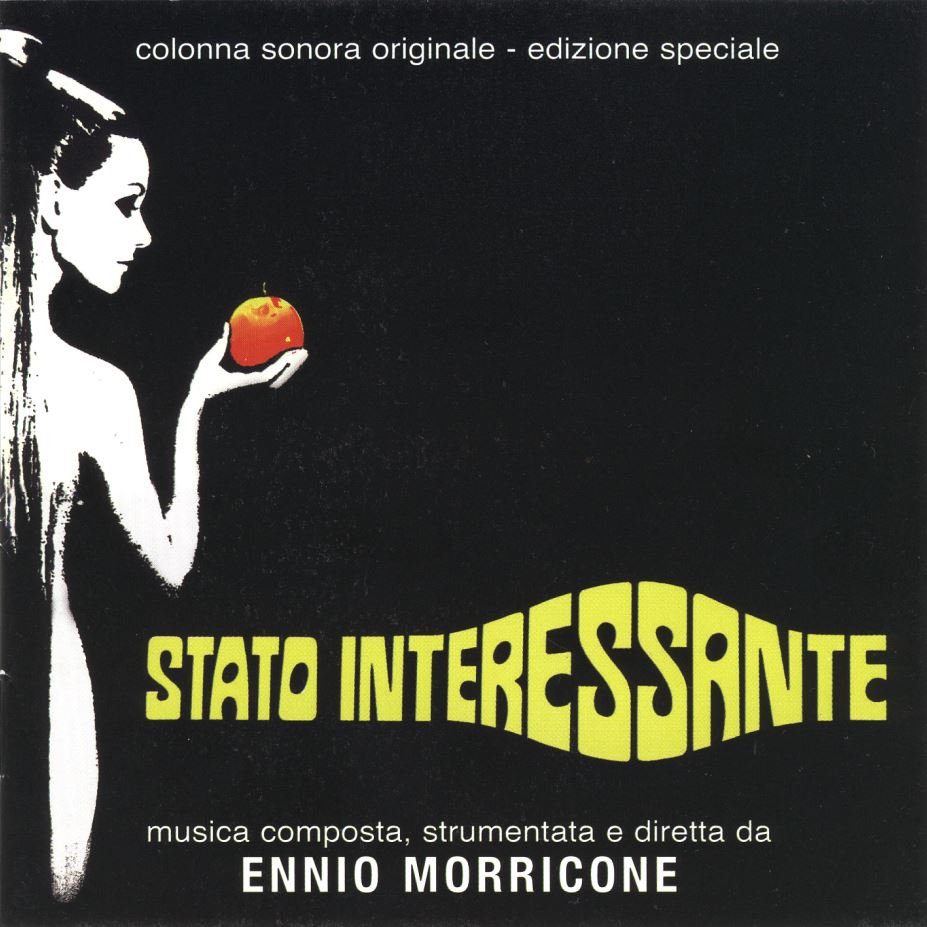 colonna sonora originale - edizione speciale
STATO INTERESSANTE
musica composta, strumentata e diretta da
ENNIO MORRICONE